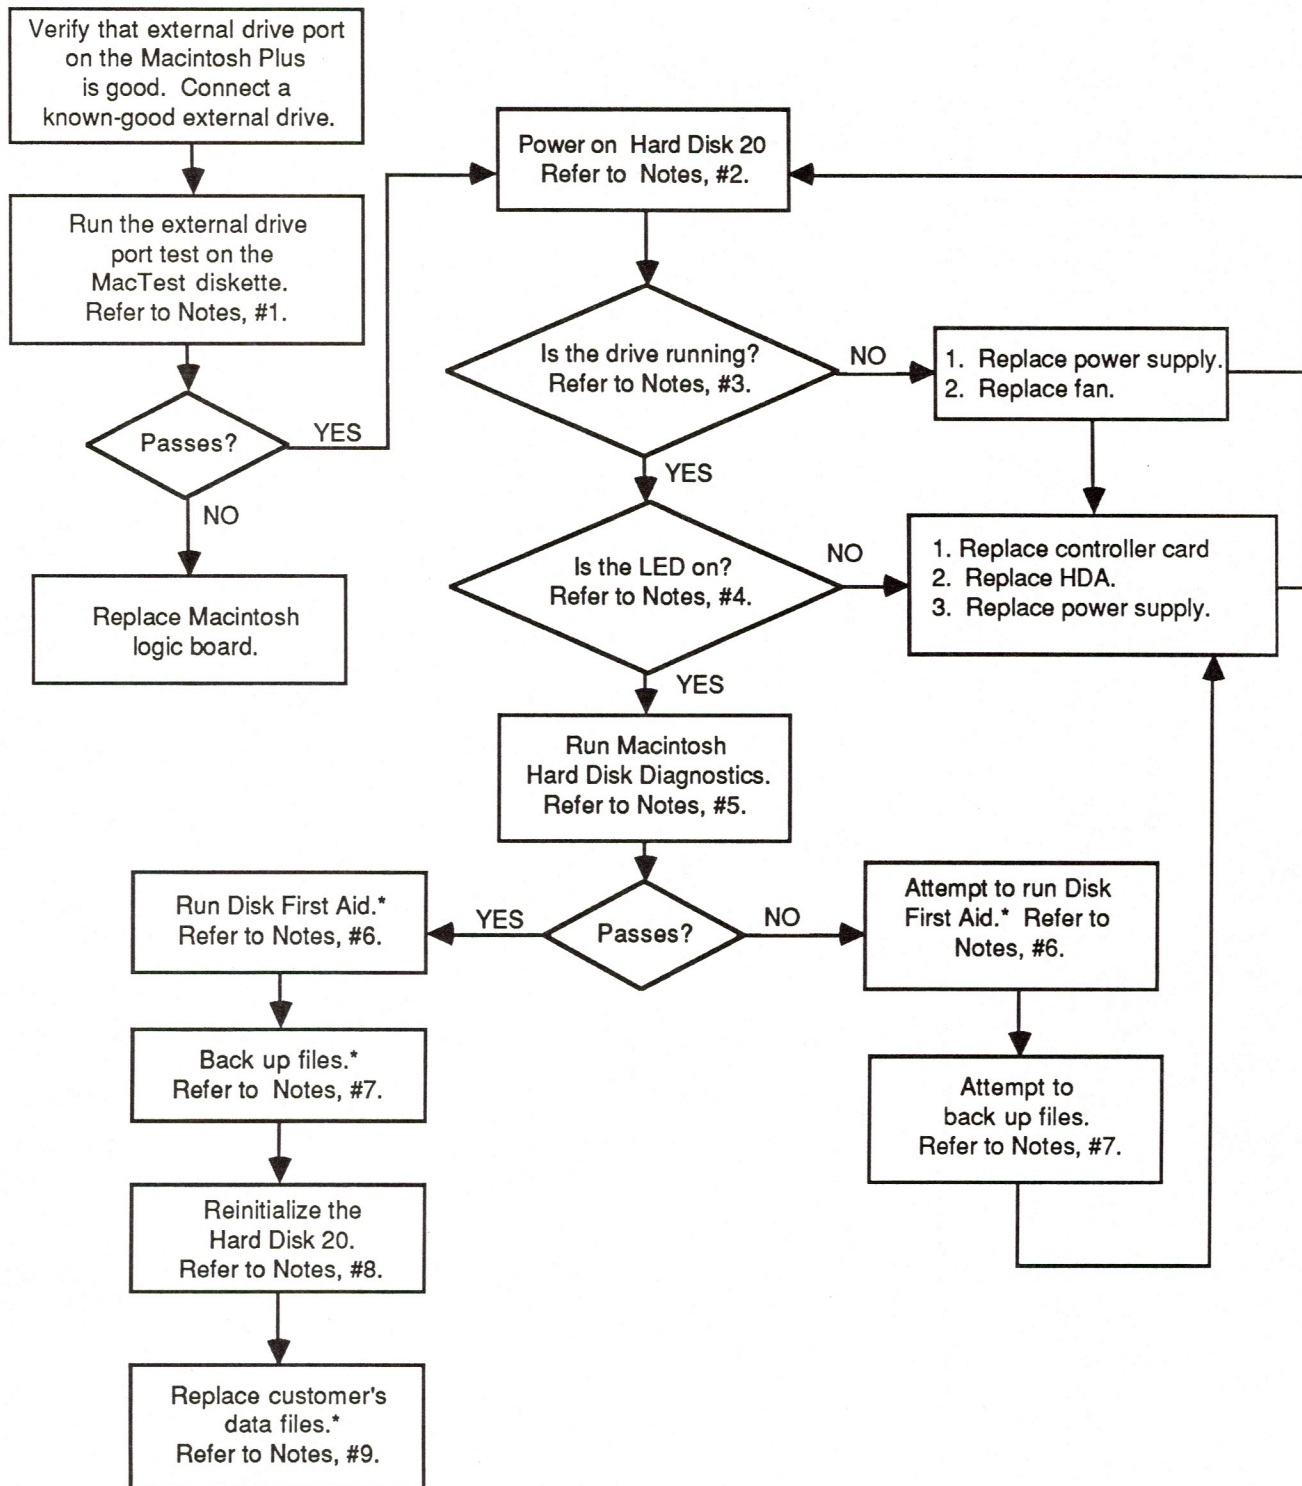 Verify that external drive port
on the Macintosh Plus
is good. Connect a
known-good external drive.
Run the external drive
port test on the
MacTest diskette.
Refer to Notes, #1.
Passes?
YES
NO
Replace Macintosh
logic board.
Power on Hard Disk 20
Refer to Notes, #2.
Is the drive running?
Refer to Notes, #3.
NO
1. Replace power supply.
2. Replace fan.
YES
Is the LED on?
Refer to Notes, #4.
NO
1. Replace controller card
2. Replace HDA.
3. Replace power supply.
YES
Run Macintosh
Hard Disk Diagnostics.
Refer to Notes, #5.
Passes?
YES
NO
Run Disk First Aid.*
Refer to Notes, #6.
Back up files.*
Refer to Notes, #7.
Reinitialize the
Hard Disk 20.
Refer to Notes, #8.
Replace customer's
data files.*
Refer to Notes, #9.
Attempt to run Disk
First Aid.* Refer to
Notes, #6.
Attempt to
back up files.
Refer to Notes, #7.